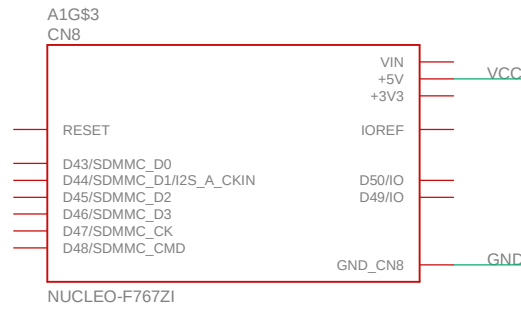 A1G$3
CN8
VIN
+5V
VCC
+3V3
RESET
IOREF
D43/SDMMC_D0
D44/SDMMC_D1/I2S_A_CKIN
D50/IO
D45/SDMMC_D2
D49/IO
D46/SDMMC_D3
D47/SDMMC_CK
D48/SDMMC_CMD
GND_CN8
GND
NUCLEO-F767ZI